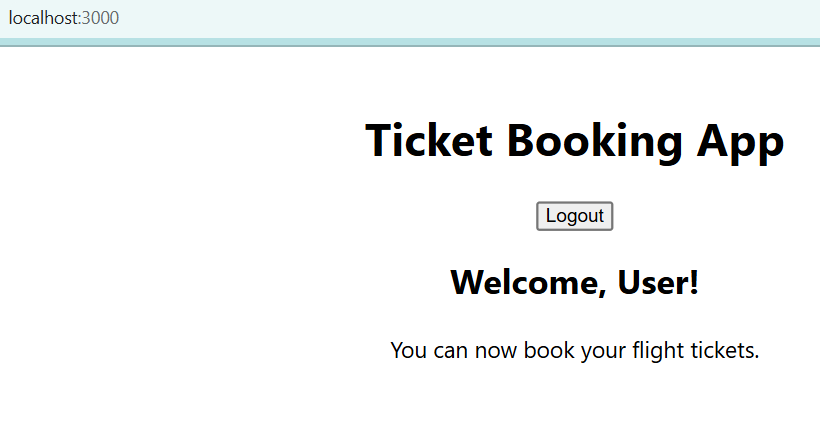 localhost:3000
Ticket Booking App
Logout
Welcome, User!
You can now book your flight tickets.